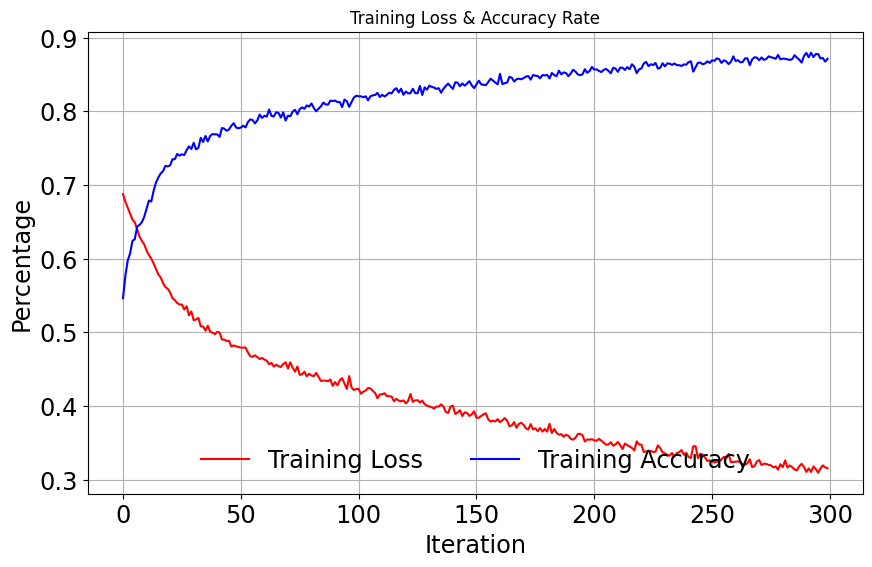 Training Loss & Accuracy Rate
0.9
0.8
0.7
0.6
0.5
0.4
0.3
Percentage
Training Loss
Training Accuracy
0 50 100 150 200 250 300
Iteration